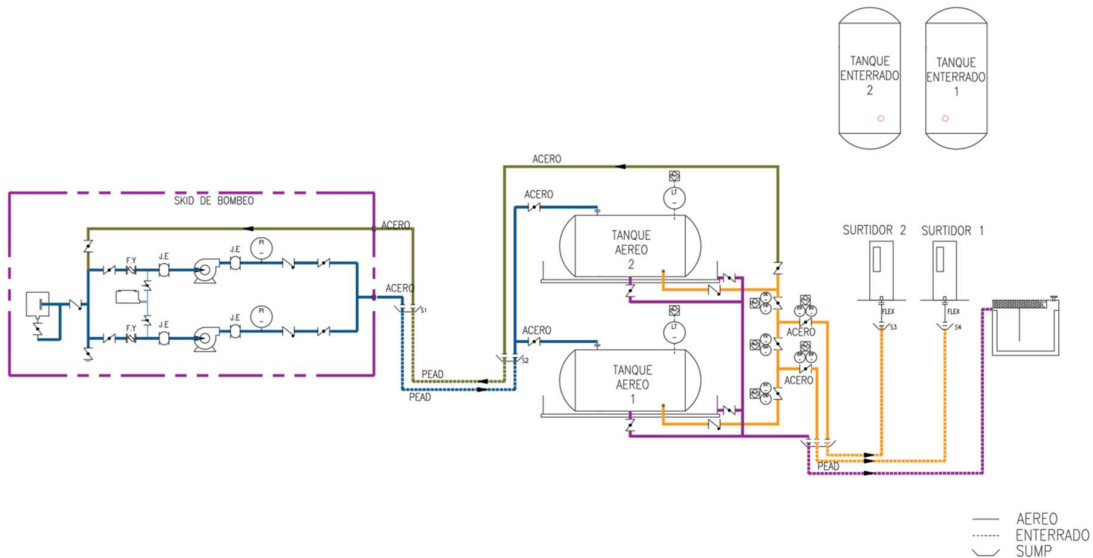 TANQUE
ENTERRADO
2
TANQUE
ENTERRADO
1
ACERO
SKID DE BOMBEO
ACERO
ACERO
LT
TANQUE
AEREO
2
SURTIDOR 2
SURTIDOR 1
F.Y
J.E
J.E
PI
S1
FLEX
FLEX
S3
S4
F.Y
J.E
J.E
PI
ACERO
LT
S2
TANQUE
AEREO
1
ACERO
ACERO
PEAD
PEAD
PEAD
AEREO
ENTERRADO
SUMP